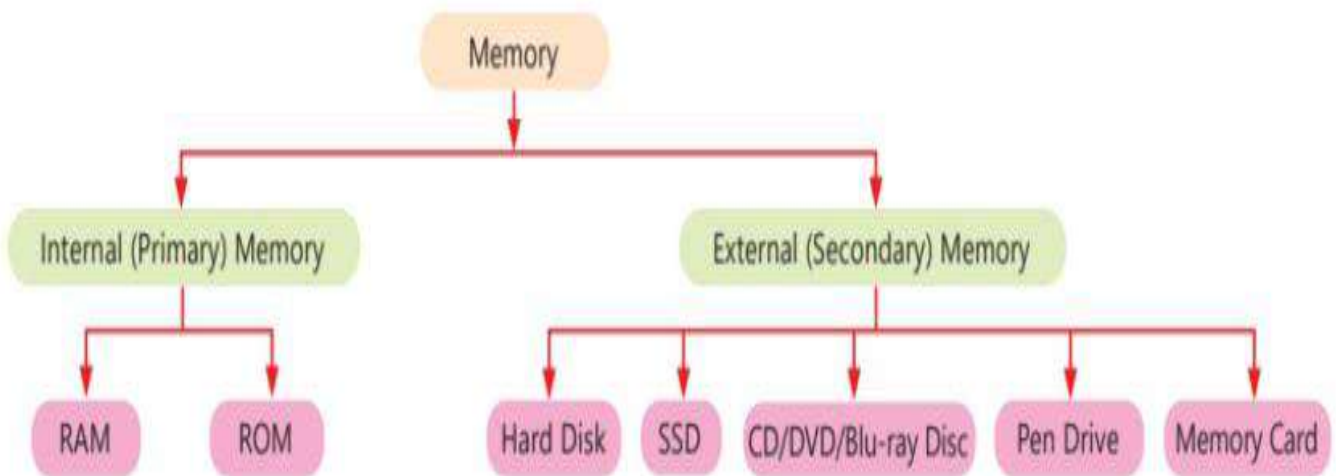 Memory
Internal (Primary) Memory
External (Secondary) Memory
RAM
ROM
Hard Disk
SSD
CD/DVD/Blu-ray Disc
Pen Drive
Memory Card